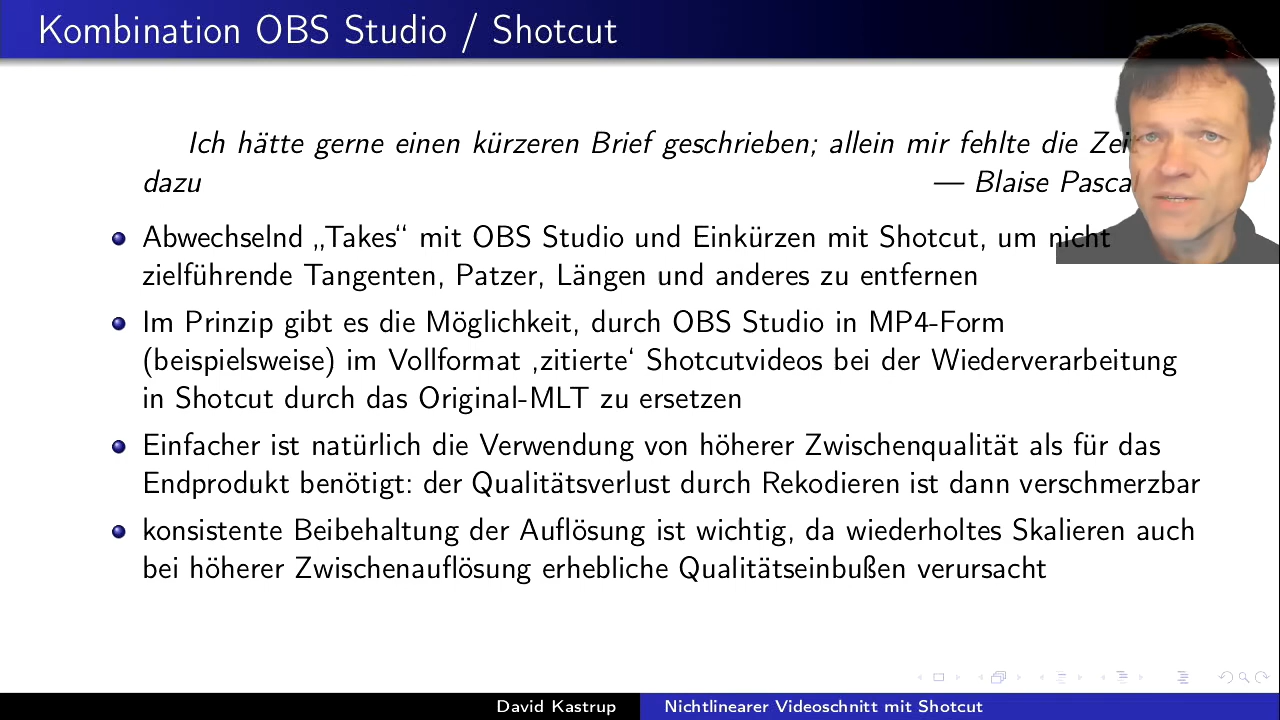 Kombination OBS Studio / Shotcut
Ich hätte gerne einen kürzeren Brief geschrieben; allein mir fehlte die Zeit
dazu — Blaise Pascal
Abwechselnd „Takes“ mit OBS Studio und Einkürzen mit Shotcut, um nicht
zielführende Tangenten, Patzer, Längen und anderes zu entfernen
Im Prinzip gibt es die Möglichkeit, durch OBS Studio in MP4-Form
(beispielsweise) im Vollformat ‚zitierte‘ Shotcutvideos bei der Wiederverarbeitung
in Shotcut durch das Original-MLT zu ersetzen
Einfacher ist natürlich die Verwendung von höherer Zwischenqualität als für das
Endprodukt benötigt: der Qualitätsverlust durch Rekodieren ist dann verschmerzbar
konsistente Beibehaltung der Auflösung ist wichtig, da wiederholtes Skalieren auch
bei höherer Zwischenauflösung erhebliche Qualitätseinbußen verursacht
David Kastrup Nichtlinearer Videoschnitt mit Shotcut